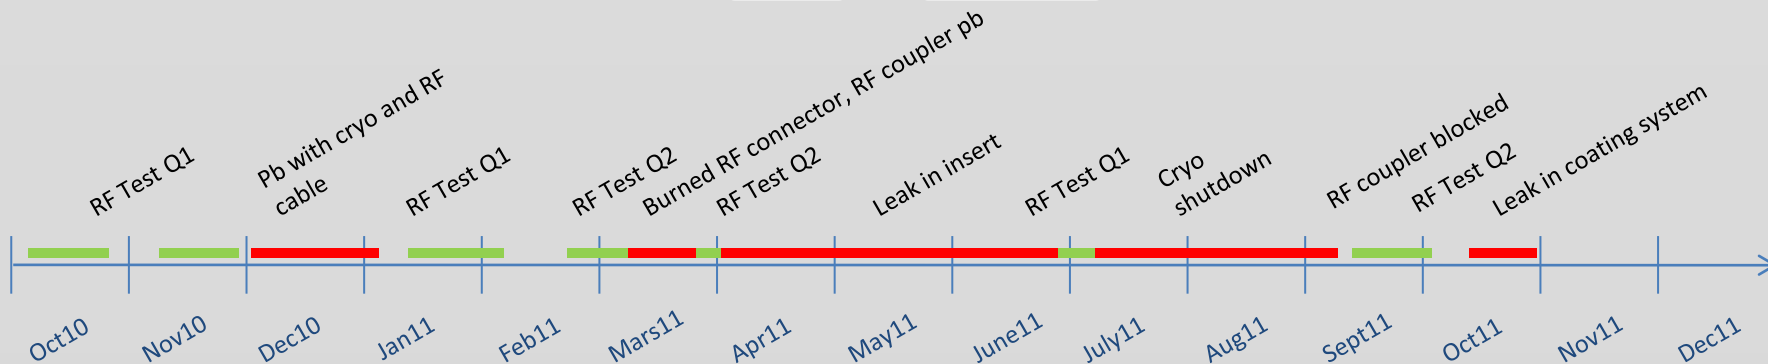 RF Test Q1
Pb with cryo and RF
cable
RF Test Q1
RF Test Q2
Burned RF connector, RF coupler pb
RF Test Q2
Leak in insert
RF Test Q1
Cryo
shutdown
RF coupler blocked
RF Test Q2
Leak in coating system
Oct10
Nov10
Dec10
Jan11
Feb11
Mars11
Apr11
May11
June11
July11
Aug11
Sept11
Oct11
Nov11
Dec11